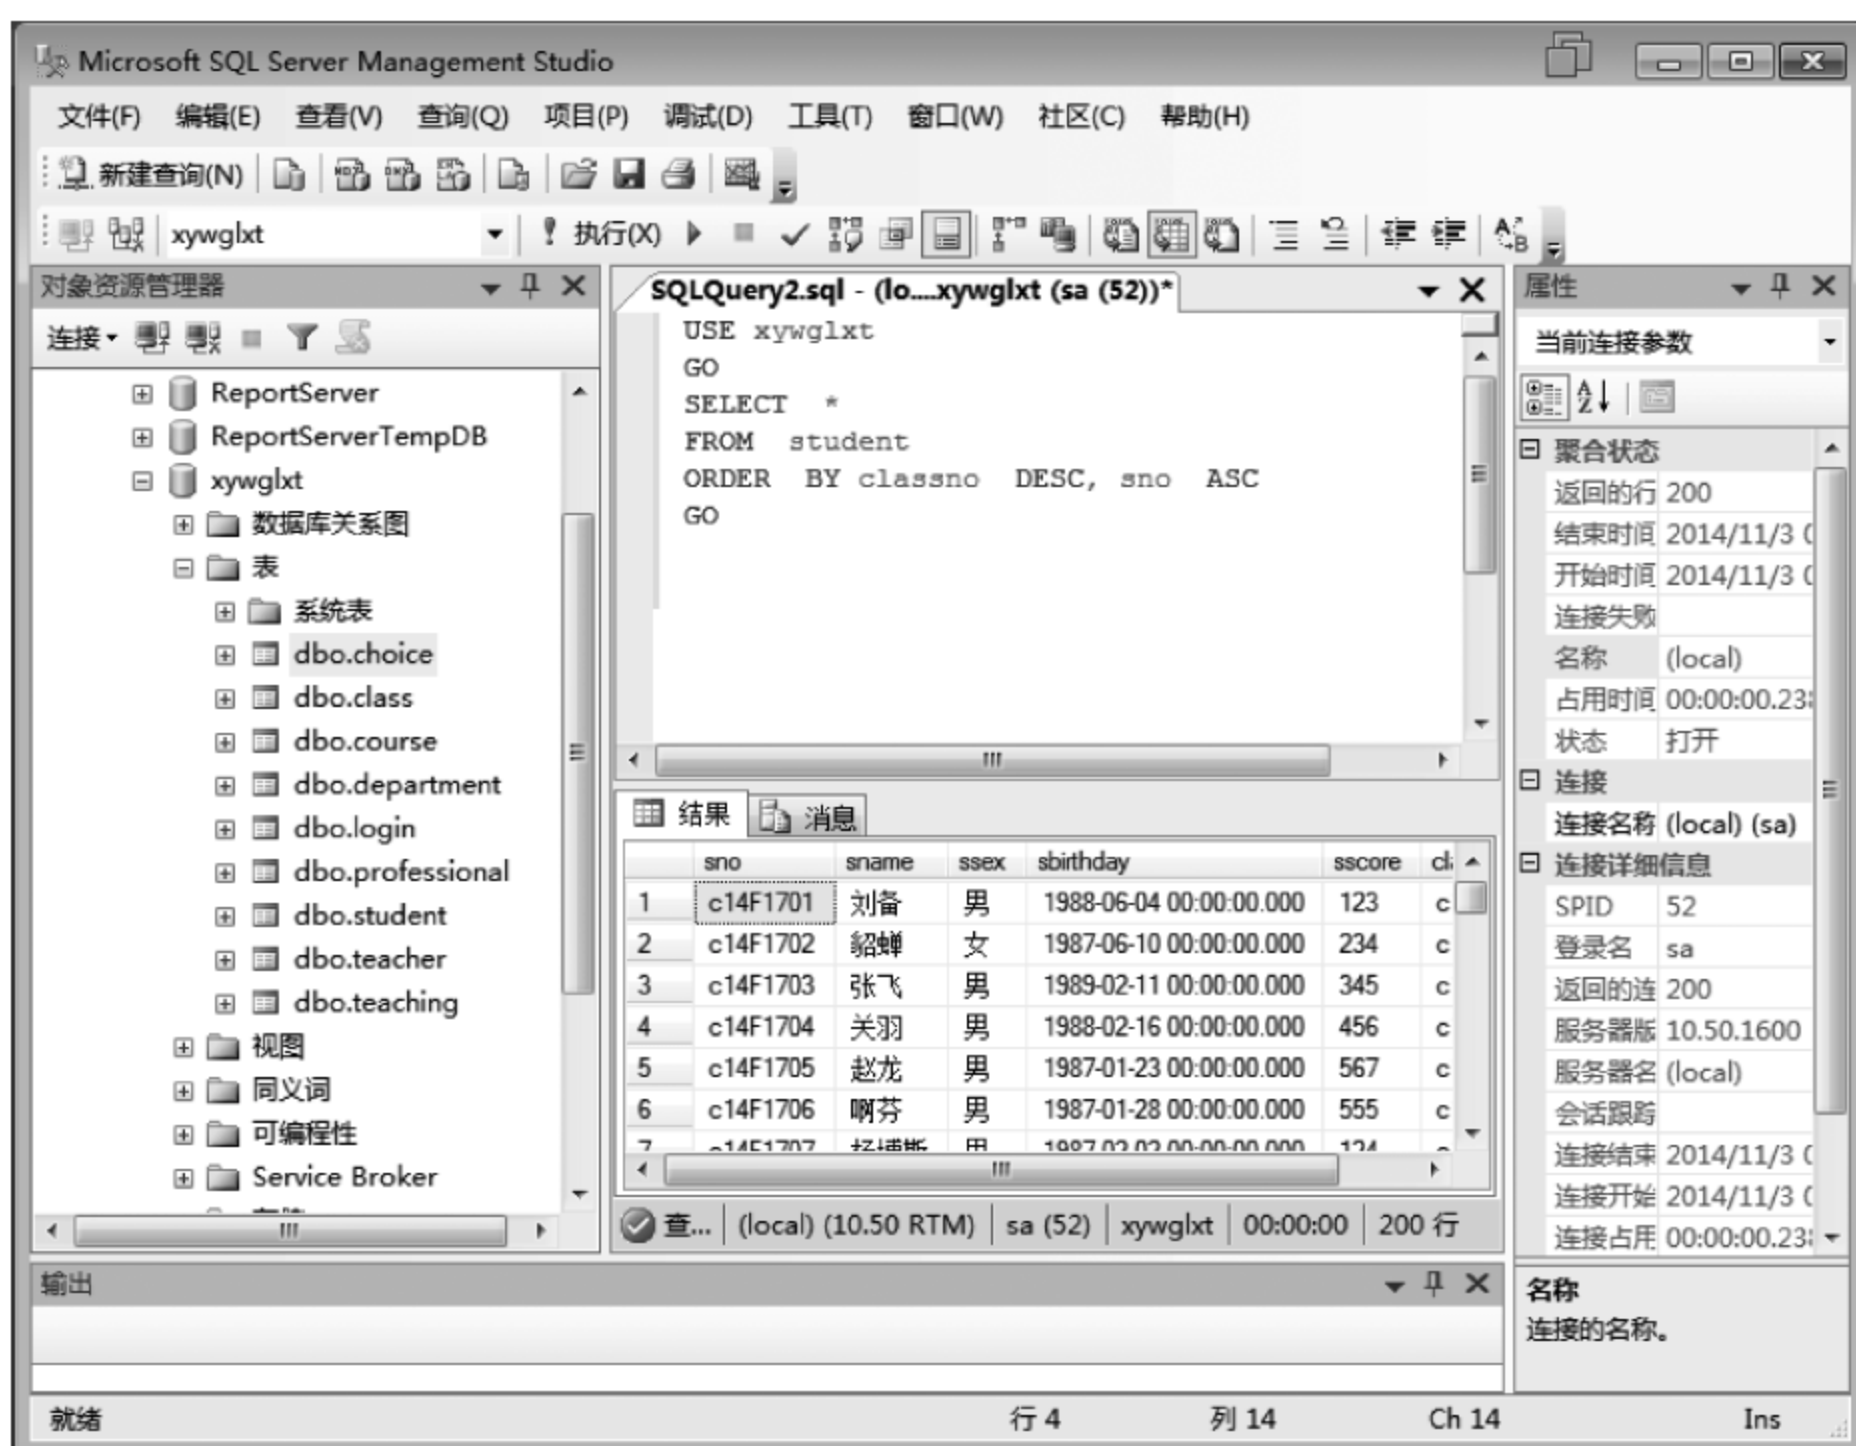 Microsoft SQL Server Management Studio
文件(F) 编辑(E) 查看(V) 查询(Q) 项目(P) 调试(D) 工具(T) 窗口(W) 社区(C) 帮助(H)
新建查询(N)
xywglxt 执行(X)
对象资源管理器
连接
ReportServer
ReportServerTempDB
xywglxt
数据库关系图
表
系统表
dbo.choice
dbo.class
dbo.course
dbo.department
dbo.login
dbo.professional
dbo.student
dbo.teacher
dbo.teaching
视图
同义词
可编程性
Service Broker
SQLQuery2.sql - (lo....xywglxt (sa (52))*
USE xywglxt
GO
SELECT *
FROM student
ORDER BY classno DESC, sno ASC
GO
结果 消息
sno sname ssex sbirthday sscore
1 c14F1701 刘备 男 1988-06-04 00:00:00.000 123 c
2 c14F1702 貂蝉 女 1987-06-10 00:00:00.000 234 c
3 c14F1703 张飞 男 1989-02-11 00:00:00.000 345 c
4 c14F1704 关羽 男 1988-02-16 00:00:00.000 456 c
5 c14F1705 赵龙 男 1987-01-23 00:00:00.000 567 c
6 c14F1706 啊芬 男 1987-01-28 00:00:00.000 555 c
查... (local) (10.50 RTM) sa (52) xywglxt 00:00:00 200 行
属性
当前连接参数
聚合状态
返回的行 200
结束时间 2014/11/3
开始时间 2014/11/3
连接失败
名称 (local)
占用时间 00:00:00.23
状态 打开
连接
连接名称 (local) (sa)
连接详细信息
SPID 52
登录名 sa
返回的连 200
服务器版 10.50.1600
服务器名 (local)
会话跟踪
连接结束 2014/11/3
连接开始 2014/11/3
连接占用 00:00:00.23
名称
连接的名称。
输出
就绪 行 4 列 14 Ch 14 Ins